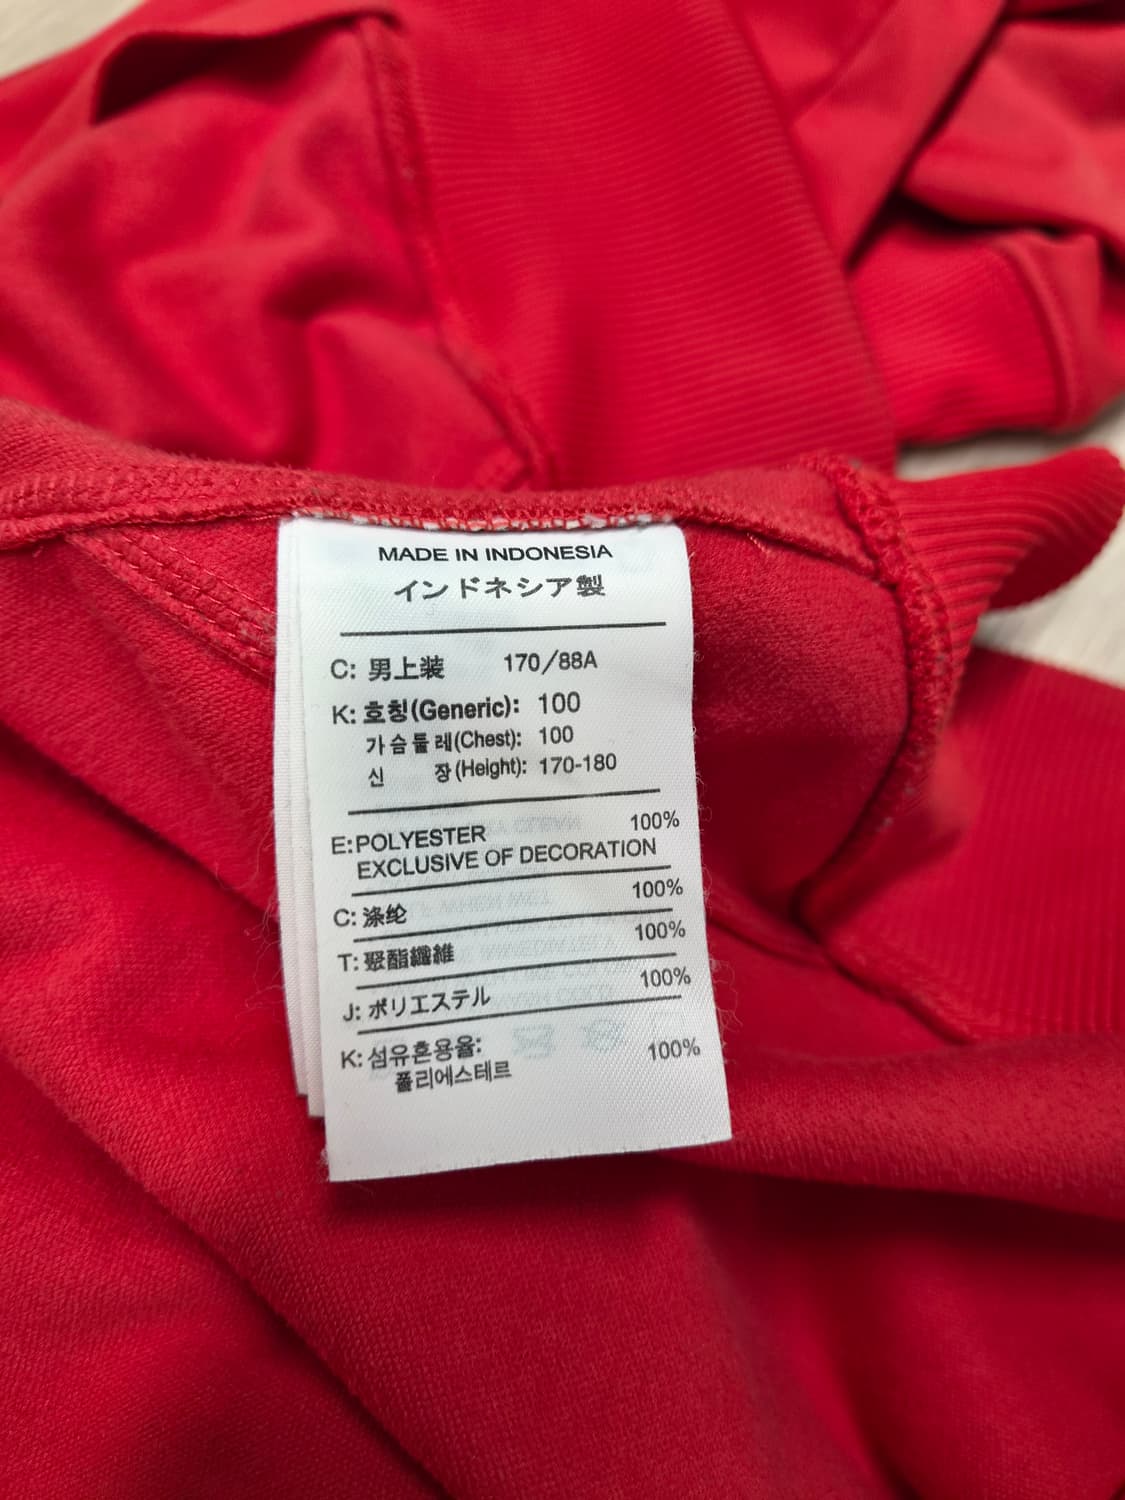 MADE IN INDONESIA
インドネシア製
C: 男上装 170/88A
K: 호칭(Generic): 100
가슴둘레(Chest): 100
신 장(Height): 170-180
E: POLYESTER 100%
EXCLUSIVE OF DECORATION
C: 涤纶 100%
T: 聚酯纖維 100%
J: ポリエステル 100%
K: 섬유혼용율:
폴리에스테르 100%